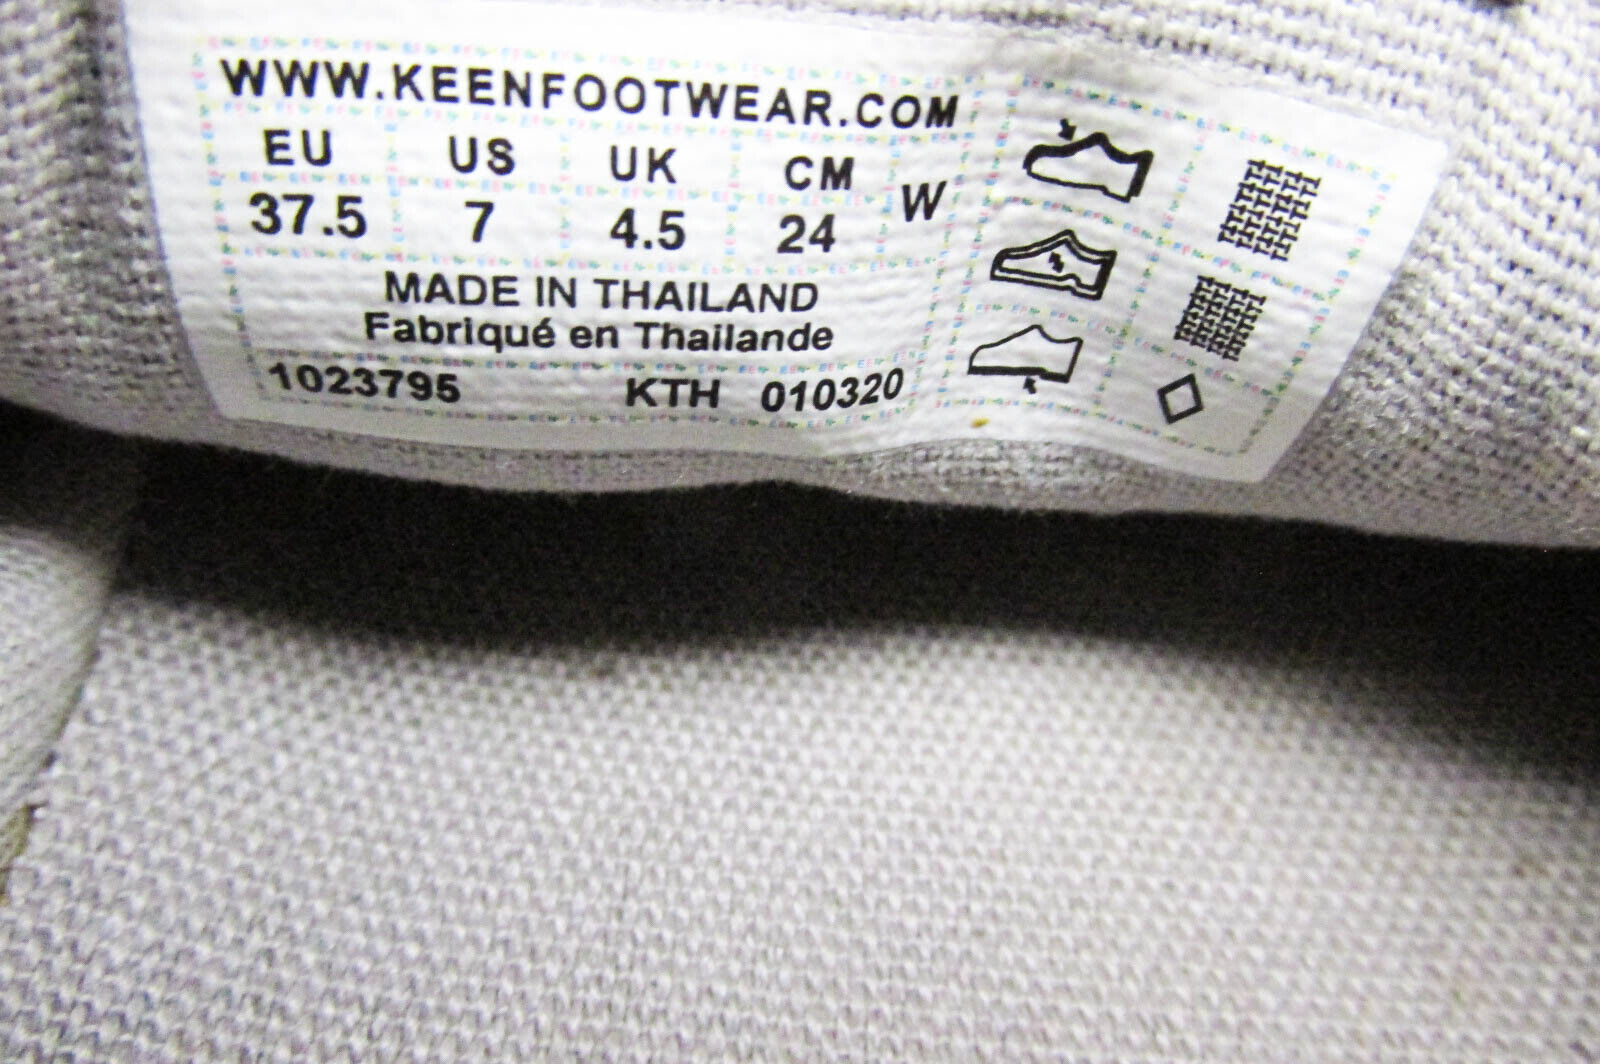 WWW.KEENFOOTWEAR.COM
EU US UK CM W
37.5 7 4.5 24
MADE IN THAILAND
Fabriqué en Thaïlande
1023795 KTH 010320